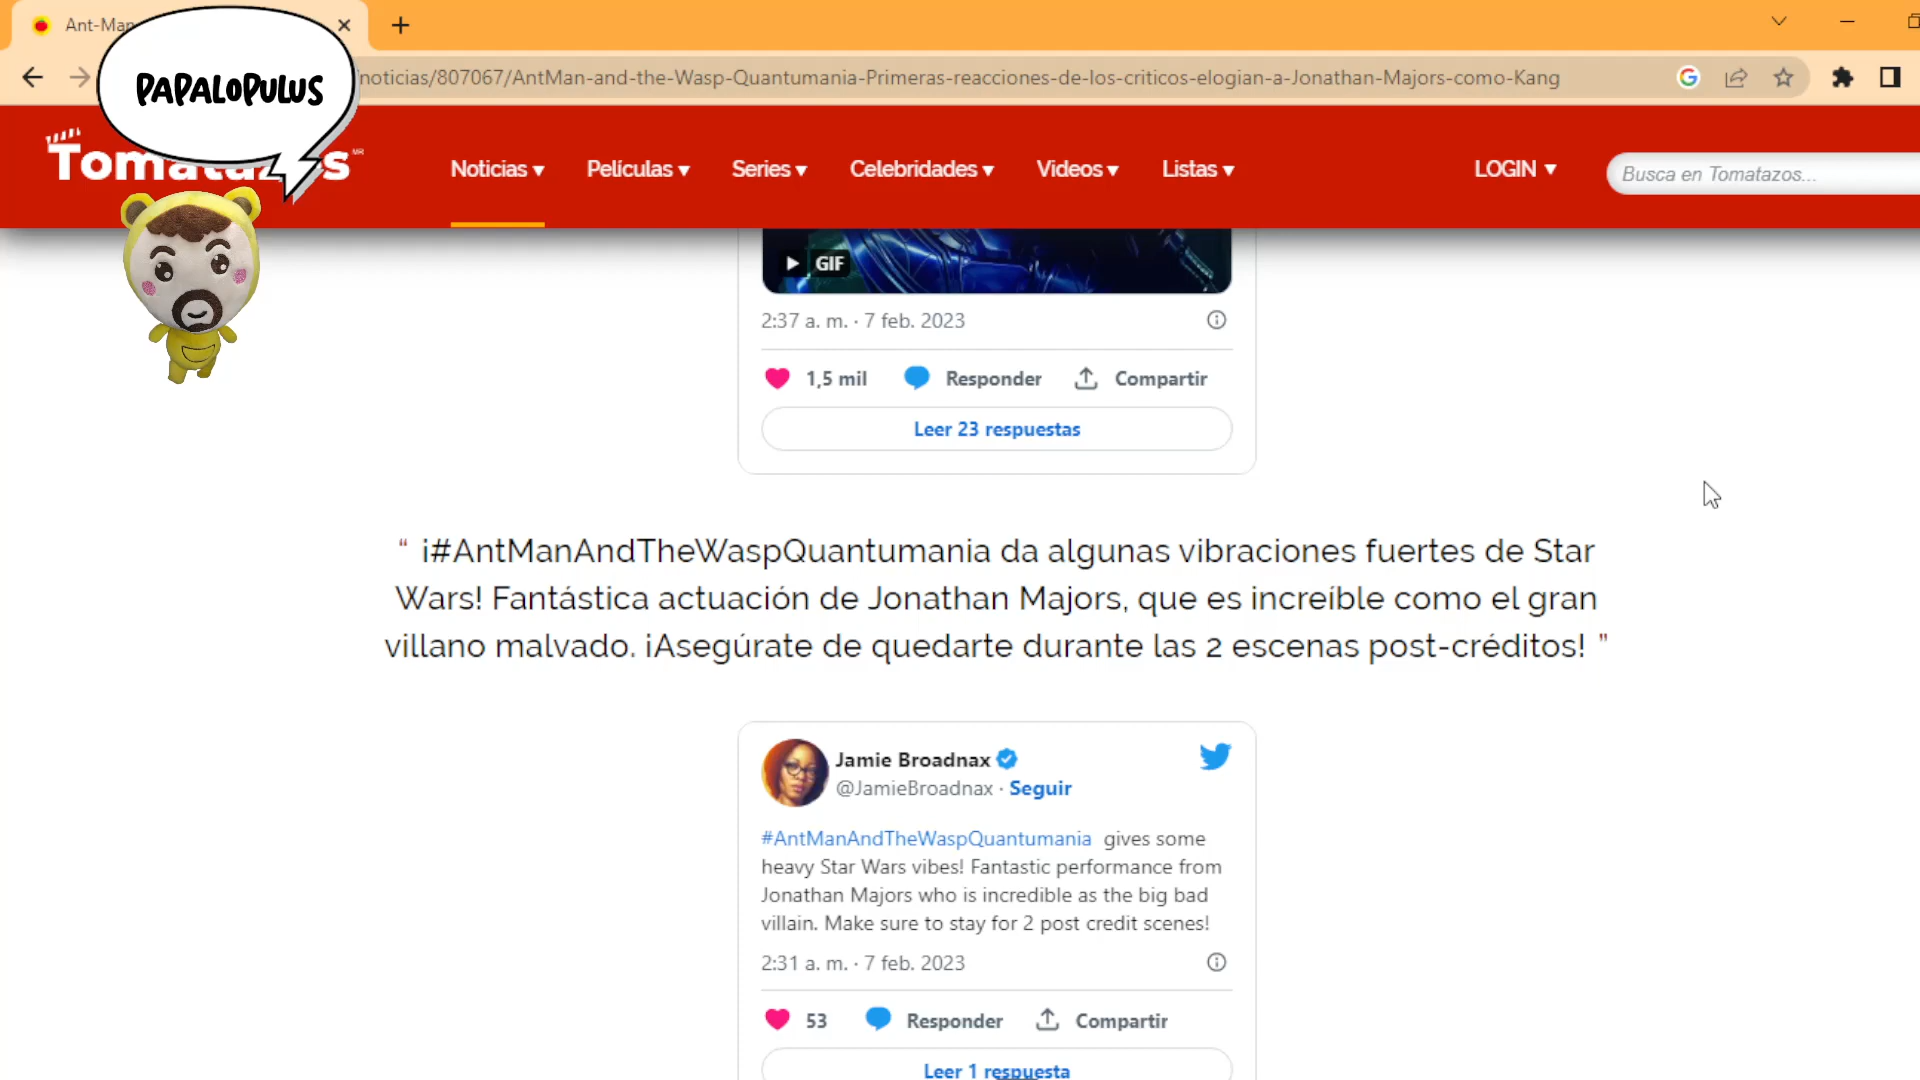 Ant-Man
PAPALOPULUS
noticias/807067/AntMan-and-the-Wasp-Quantumania-Primeras-reacciones-de-los-criticos-elogian-a-Jonathan-Majors-como-Kang
Noticias ▾ Películas ▾ Series ▾ Celebridades ▾ Videos ▾ Listas ▾ LOGIN ▾ Busca en Tomatazos...
GIF
2:37 a. m. · 7 feb. 2023
1,5 mil Responder Compartir
Leer 23 respuestas
“ ¡#AntManAndTheWaspQuantumania da algunas vibraciones fuertes de Star
Wars! Fantástica actuación de Jonathan Majors, que es increíble como el gran
villano malvado. ¡Asegúrate de quedarte durante las 2 escenas post-créditos! ”
Jamie Broadnax
@JamieBroadnax · Seguir
#AntManAndTheWaspQuantumania gives some
heavy Star Wars vibes! Fantastic performance from
Jonathan Majors who is incredible as the big bad
villain. Make sure to stay for 2 post credit scenes!
2:31 a. m. · 7 feb. 2023
53 Responder Compartir
Leer 1 respuesta